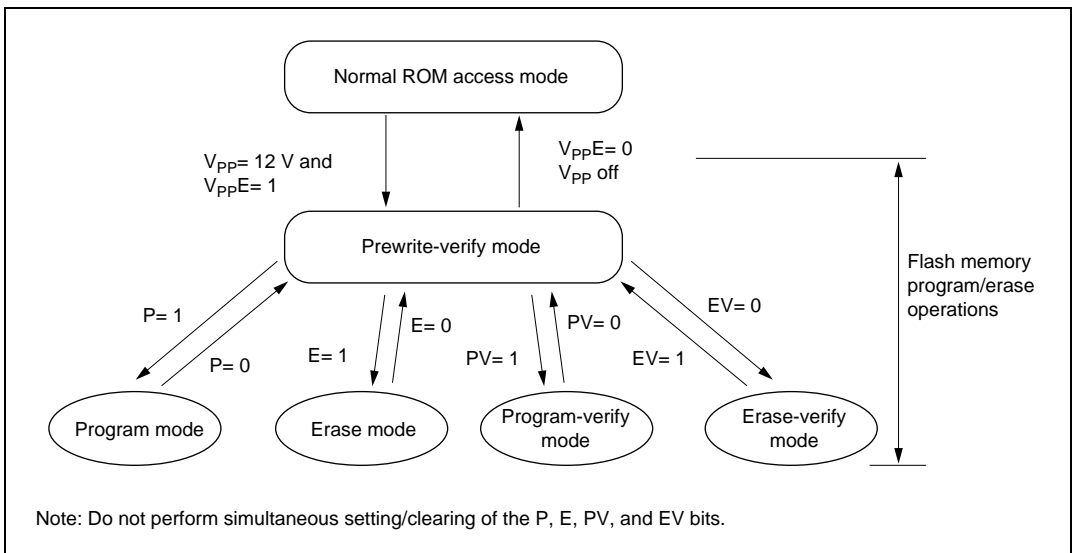 Normal ROM access mode
VPP= 12 V and
VPPE= 1
VPPE= 0
VPP off
Prewrite-verify mode
Flash memory
program/erase
operations
P= 1
P= 0
E= 1
E= 0
PV= 1
PV= 0
EV= 1
EV= 0
Program mode
Erase mode
Program-verify
mode
Erase-verify
mode
Note: Do not perform simultaneous setting/clearing of the P, E, PV, and EV bits.